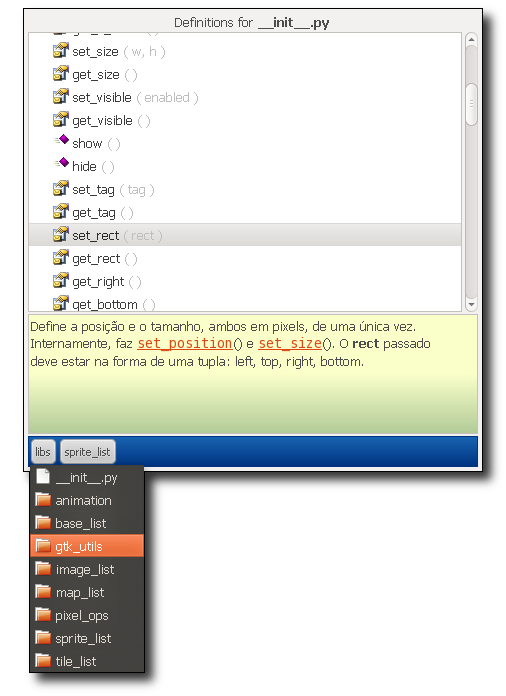 Definitions for __init__.py
set_size ( w, h )
get_size ( )
set_visible ( enabled )
get_visible ( )
show ( )
hide ( )
set_tag ( tag )
get_tag ( )
set_rect ( rect )
get_rect ( )
get_right ( )
get_bottom ( )
Define a posição e o tamanho, ambos em pixels, de uma única vez.
Internamente, faz set_position() e set_size(). O rect passado
deve estar na forma de uma tupla: left, top, right, bottom.
libs sprite_list
__init__.py
animation
base_list
gtk_utils
image_list
map_list
pixel_ops
sprite_list
tile_list